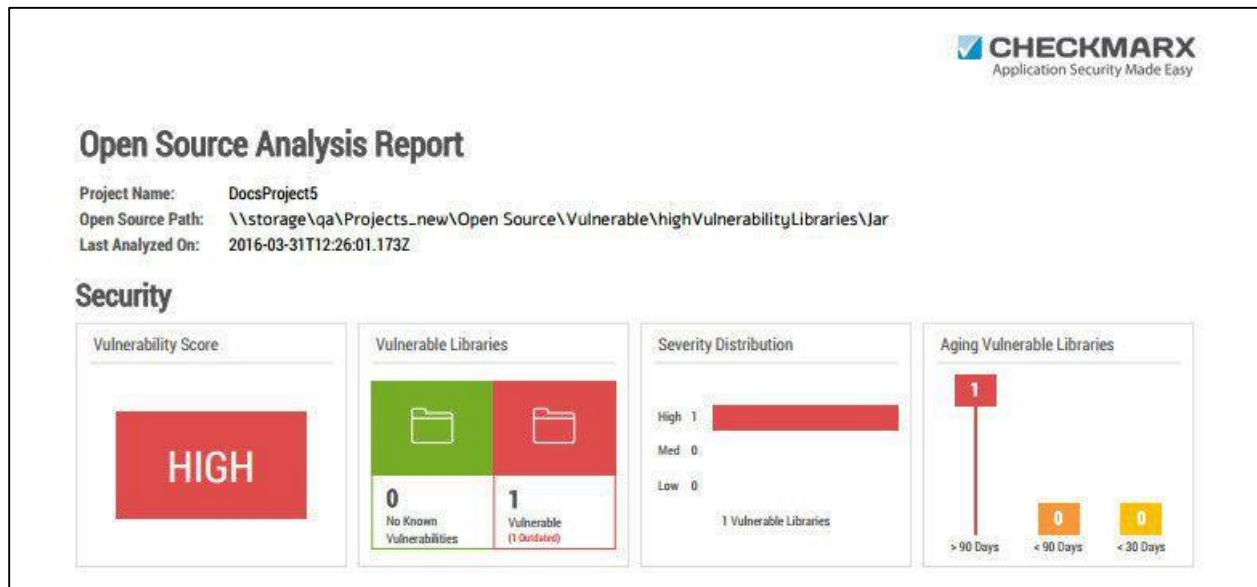 CHECKMARX
Application Security Made Easy
Open Source Analysis Report
Project Name: DocsProject5
Open Source Path: \\storage\qa\Projects_new\Open Source\Vulnerable\highVulnerabilityLibraries\Jar
Last Analyzed On: 2016-03-31T12:26:01.173Z
Security
Vulnerability Score
HIGH
Vulnerable Libraries
0
No Known
Vulnerabilities
1
Vulnerable
(1 Outdated)
Severity Distribution
High 1
Med 0
Low 0
1 Vulnerable Libraries
Aging Vulnerable Libraries
1
0
0
> 90 Days < 90 Days < 30 Days